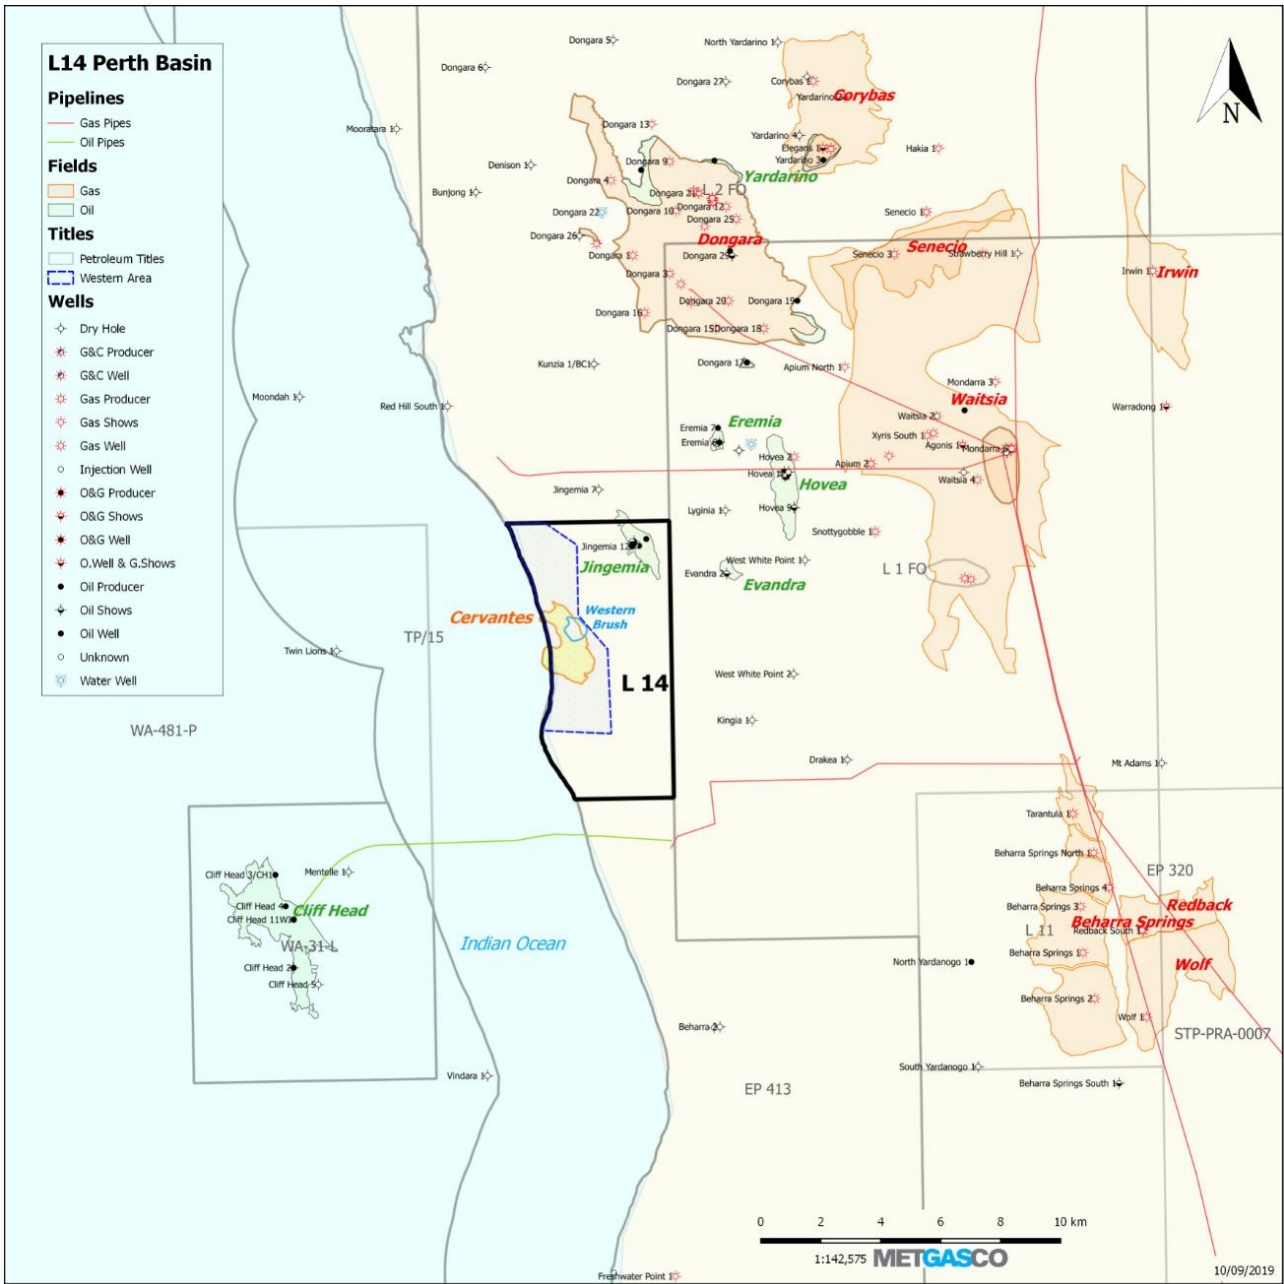 L14 Perth Basin
Pipelines
Gas Pipes
Oil Pipes
Fields
Gas
Oil
Titles
Petroleum Titles
Western Area
Wells
Dry Hole
G&C Producer
G&C Well
Gas Producer
Gas Shows
Gas Well
Injection Well
O&G Producer
O&G Shows
O&G Well
O.Well & G.Shows
Oil Producer
Oil Shows
Oil Well
Unknown
Water Well
Dongara 5
North Yardarino 1
N
Dongara 6
Dongara 27
Corybas
Yardarino
Corybas
Mooratara 1
Dongara 13
Yardarino 4
Elegans 1
Hakia 1
Denison 1
Dongara 9
Yardarino 3
Yardarino
Bunjong 1
Dongara 4
Dongara 21
L 2 FO
Dongara 22
Dongara 10
Dongara 12
Dongara 25
Senecio 1
Dongara 26
Dongara
Senecio
Dongara 1
Dongara 29
Senecio 3
Strawberry Hill 1
Irwin 1
Irwin
Dongara 3
Dongara 20
Dongara 19
Dongara 16
Dongara 15
Dongara 18
Kunzia 1/BC1
Dongara 17
Apium North 1
Mondarra 3
Moondah 1
Red Hill South 1
Waitsia
Warradong 1
Eremia
Waitsia 2
Eremia 7
Xyris South 1
Eremia
Agonis 1
Mondarra
Hovea 2
Apium 2
Hovea 1
Hovea
Waitsia 4
Jingemia 7
Lyginia 1
Hovea 9
Snottygobble 1
Jingemia 12
West White Point 1
Jingemia
Evandra 2
Evandra
L 1 FO
Cervantes
Western
Brush
TP/15
Twin Lions 1
L 14
West White Point 2
WA-481-P
Kingia 1
Drakea 1
Mt Adams 1
Tarantula 1
Beharra Springs North 1
Cliff Head 3/CH1
Mentelle 1
EP 320
Beharra Springs 4
Cliff Head 4
Cliff Head
Beharra Springs 3
Redback
Cliff Head 11WI
Beharra Springs
L 11
Redback South 1
Indian Ocean
WA-31-L
Beharra Springs 1
Cliff Head 2
North Yardanogo 1
Wolf
Cliff Head 5
Beharra Springs 2
Wolf 1
Beharra 2
STP-PRA-0007
Vindara 1
South Yardanogo 1
EP 413
Beharra Springs South 1
0 2 4 6 8 10 km
1:142,575 METGASCO
10/09/2019
Freshwater Point 1